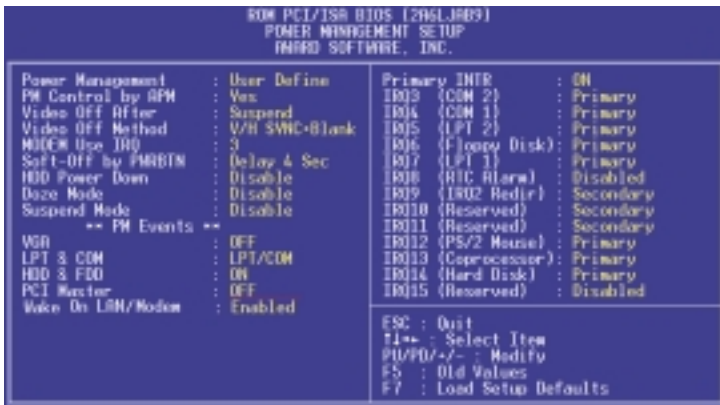 ROM PCI/ISA BIOS (2A6LJAB9)
POWER MANAGEMENT SETUP
AWARD SOFTWARE, INC.
Power Management : User Define
PM Control by APM : Yes
Video Off After : Suspend
Video Off Method : V/H SYNC+Blank
MODEM Use IRQ : 3
Soft-Off by PWRBTN : Delay 4 Sec
HDD Power Down : Disable
Doze Mode : Disable
Suspend Mode : Disable
** PM Events **
VGA : OFF
LPT & COM : LPT/COM
HDD & FDD : ON
PCI Master : OFF
Wake On LAN/Modem : Enabled
Primary INTR : ON
IRQ3 (COM 2) : Primary
IRQ4 (COM 1) : Primary
IRQ5 (LPT 2) : Primary
IRQ6 (Floppy Disk): Primary
IRQ7 (LPT 1) : Primary
IRQ8 (RTC Alarm) : Disabled
IRQ9 (IRQ2 Redir) : Secondary
IRQ10 (Reserved) : Secondary
IRQ11 (Reserved) : Secondary
IRQ12 (PS/2 Mouse) : Primary
IRQ13 (Coprocessor): Primary
IRQ14 (Hard Disk) : Primary
IRQ15 (Reserved) : Disabled
ESC : Quit
↑↓→← : Select Item
PU/PD/+/- : Modify
F5 : Old Values
F7 : Load Setup Defaults